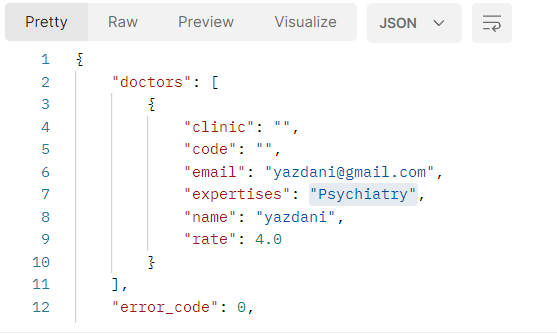 Pretty Raw Preview Visualize JSON
1 {
2 "doctors": [
3 {
4 "clinic": "",
5 "code": "",
6 "email": "yazdani@gmail.com",
7 "expertises": "Psychiatry",
8 "name": "yazdani",
9 "rate": 4.0
10 }
11 ],
12 "error_code": 0,